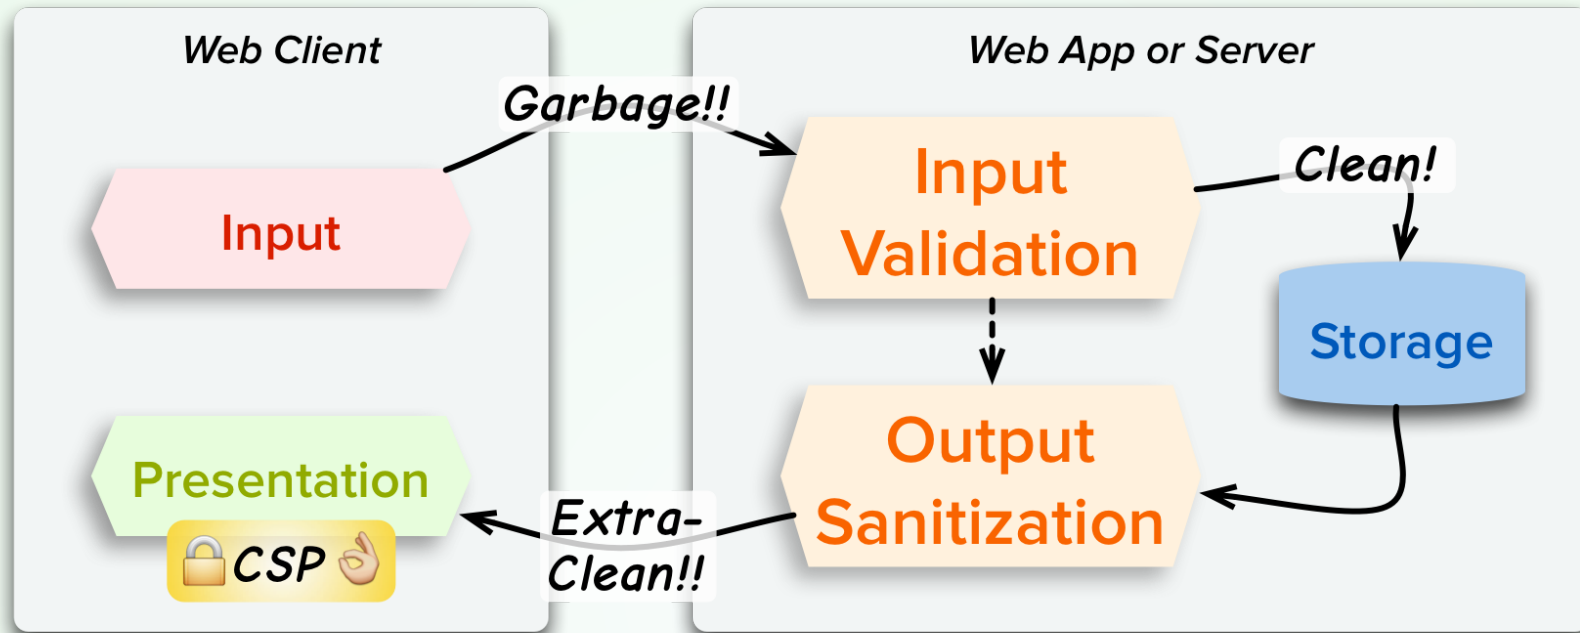 Web Client
Web App or Server
Garbage!!
Input
Input
Validation
Clean!
Storage
Output
Sanitization
Extra-
Clean!!
Presentation
CSP